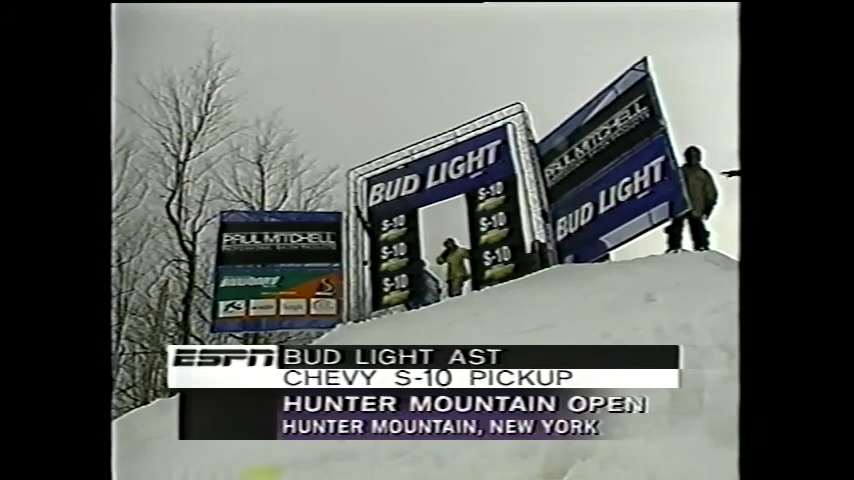 PAUL MITCHELL
BUD LIGHT
BUD LIGHT
S-10
S-10
S-10
S-10
S-10
S-10
PAUL MITCHELL
ESPN
BUD LIGHT AST
CHEVY S-10 PICKUP
HUNTER MOUNTAIN OPEN
HUNTER MOUNTAIN, NEW YORK